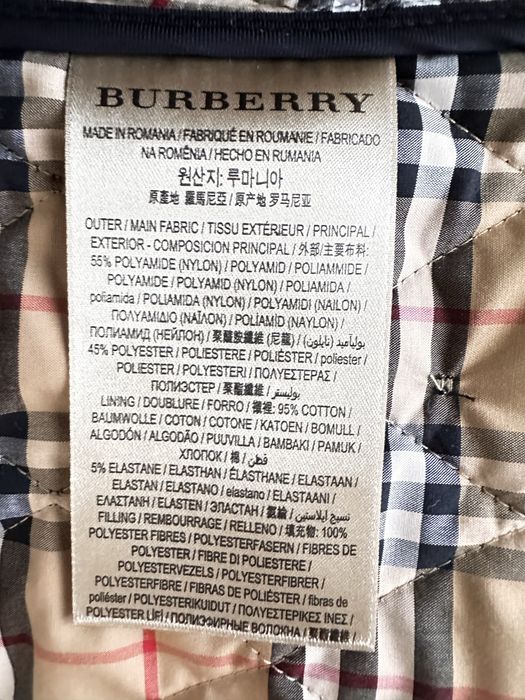 BURBERRY
MADE IN ROMANIA / FABRIQUÉ EN ROUMANIE / FABRICADO
NA ROMÊNIA / HECHO EN RUMANIA
원산지: 루마니아
原產地 羅馬尼亞 / 原产地 罗马尼亚
OUTER / MAIN FABRIC / TISSU EXTÉRIEUR / PRINCIPAL /
EXTERIOR - COMPOSICION PRINCIPAL / 外部/主要布料:
55% POLYAMIDE (NYLON) / POLYAMID / POLIAMMIDE /
POLYAMIDE / POLYAMID (NYLON) / POLIAMIDA /
poliamida / POLIAMIDA (NYLON) / POLYAMIDI (NAILON) /
ΠΟΛΥΑΜΙΔΙΟ (ΝΑΪΛΟΝ) / POLİAMİD (NAYLON) /
ПОЛИАМИД (НЕЙЛОН) / 聚醯胺纖維 (尼龍) / بوليآميد (نايلون) /
45% POLYESTER / POLIESTERE / POLIÉSTER / poliester /
POLIESTER / POLYESTERI / ΠΟΛΥΕΣΤΕΡΑΣ /
ПОЛИЭСТЕР / 聚酯纖維 / بوليستر
LINING / DOUBLURE / FORRO / 襯裡: 95% COTTON /
BAUMWOLLE / COTON / COTONE / KATOEN / BOMULL /
ALGODÓN / ALGODÃO / PUUVILLA / ΒΑΜΒΑΚΙ / PAMUK /
ХЛОПОК / 棉 / قطن /
5% ELASTANE / ELASTHAN / ÉLASTHANE / ELASTAAN /
ELASTAN / ELASTANO / elastano / ELASTAANI /
ΕΛΑΣΤΑΝΗ / ELASTEN / ЭЛАСТАН / 氨綸 / نسيج إيلاستين /
FILLING / REMBOURRAGE / RELLENO / 填充物: 100%
POLYESTER FIBRES / POLYESTERFASERN / FIBRES DE
POLYESTER / FIBRE DI POLIESTERE /
POLYESTERVEZELS / POLYESTERFIBRER /
POLYESTERFIBRE / FIBRAS DE POLIÉSTER / fibras de
poliéster / POLYESTERIKUIDUT / ΠΟΛΥΕΣΤΕΡΙΚΕΣ ΙΝΕΣ /
POLYESTER LİFİ / ПОЛИЭФИРНЫЕ ВОЛОКНА / 聚酯纖維 /